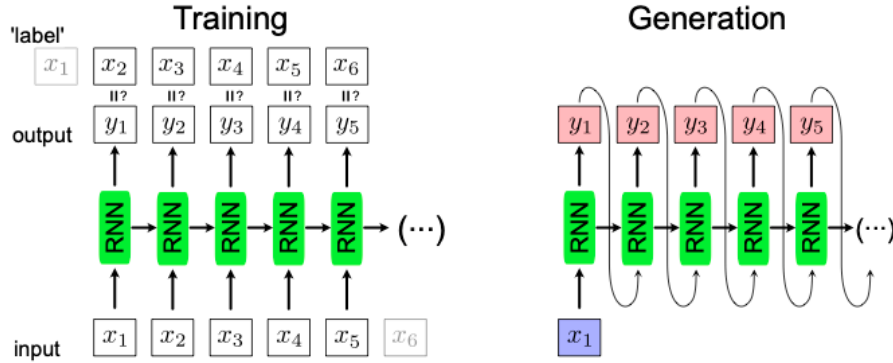 Training
Generation
'label'
x₁ x₂ x₃ x₄ x₅ x₆
=? =? =? =? =?
output
y₁ y₂ y₃ y₄ y₅
y₁ y₂ y₃ y₄ y₅
RNN RNN RNN RNN RNN (...)
RNN RNN RNN RNN RNN (...)
input
x₁ x₂ x₃ x₄ x₅ x₆
x₁